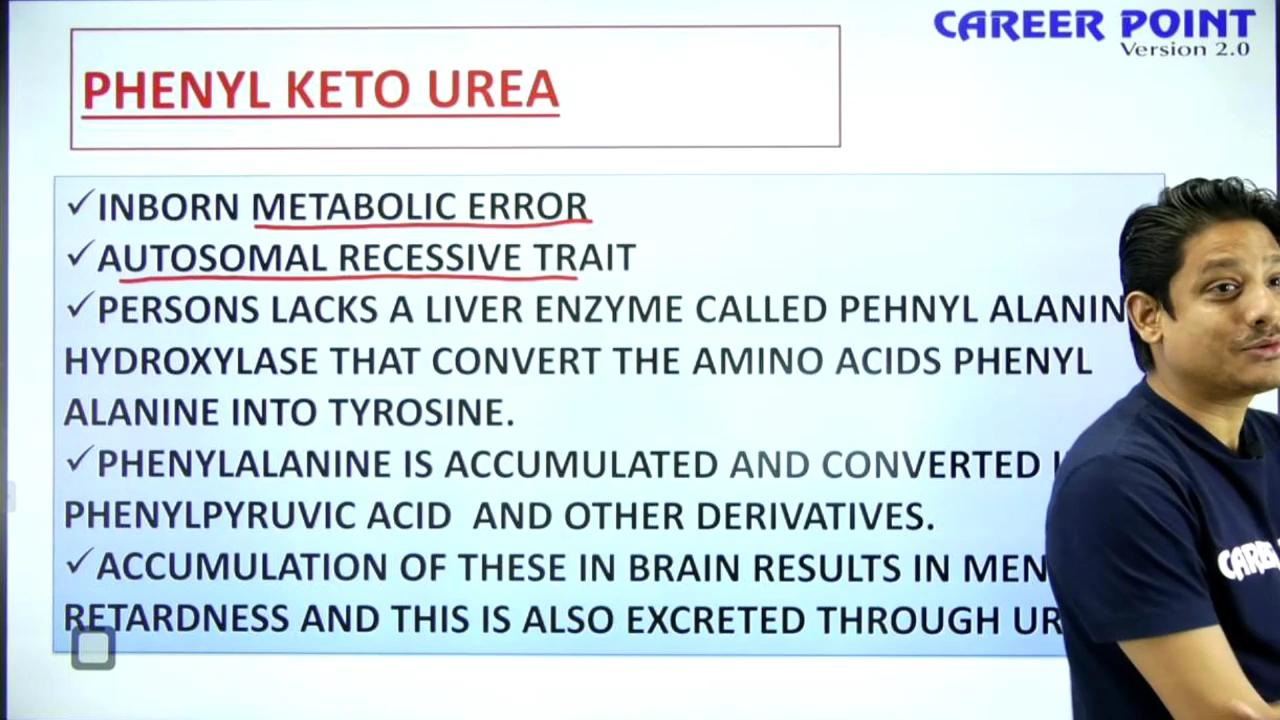 CAREER POINT
Version 2.0
PHENYL KETO UREA
✓INBORN METABOLIC ERROR
✓AUTOSOMAL RECESSIVE TRAIT
✓PERSONS LACKS A LIVER ENZYME CALLED PEHNYL ALANIN
HYDROXYLASE THAT CONVERT THE AMINO ACIDS PHENYL
ALANINE INTO TYROSINE.
✓PHENYLALANINE IS ACCUMULATED AND CONVERTED
PHENYLPYRUVIC ACID AND OTHER DERIVATIVES.
✓ACCUMULATION OF THESE IN BRAIN RESULTS IN MEN
RETARDNESS AND THIS IS ALSO EXCRETED THROUGH UR